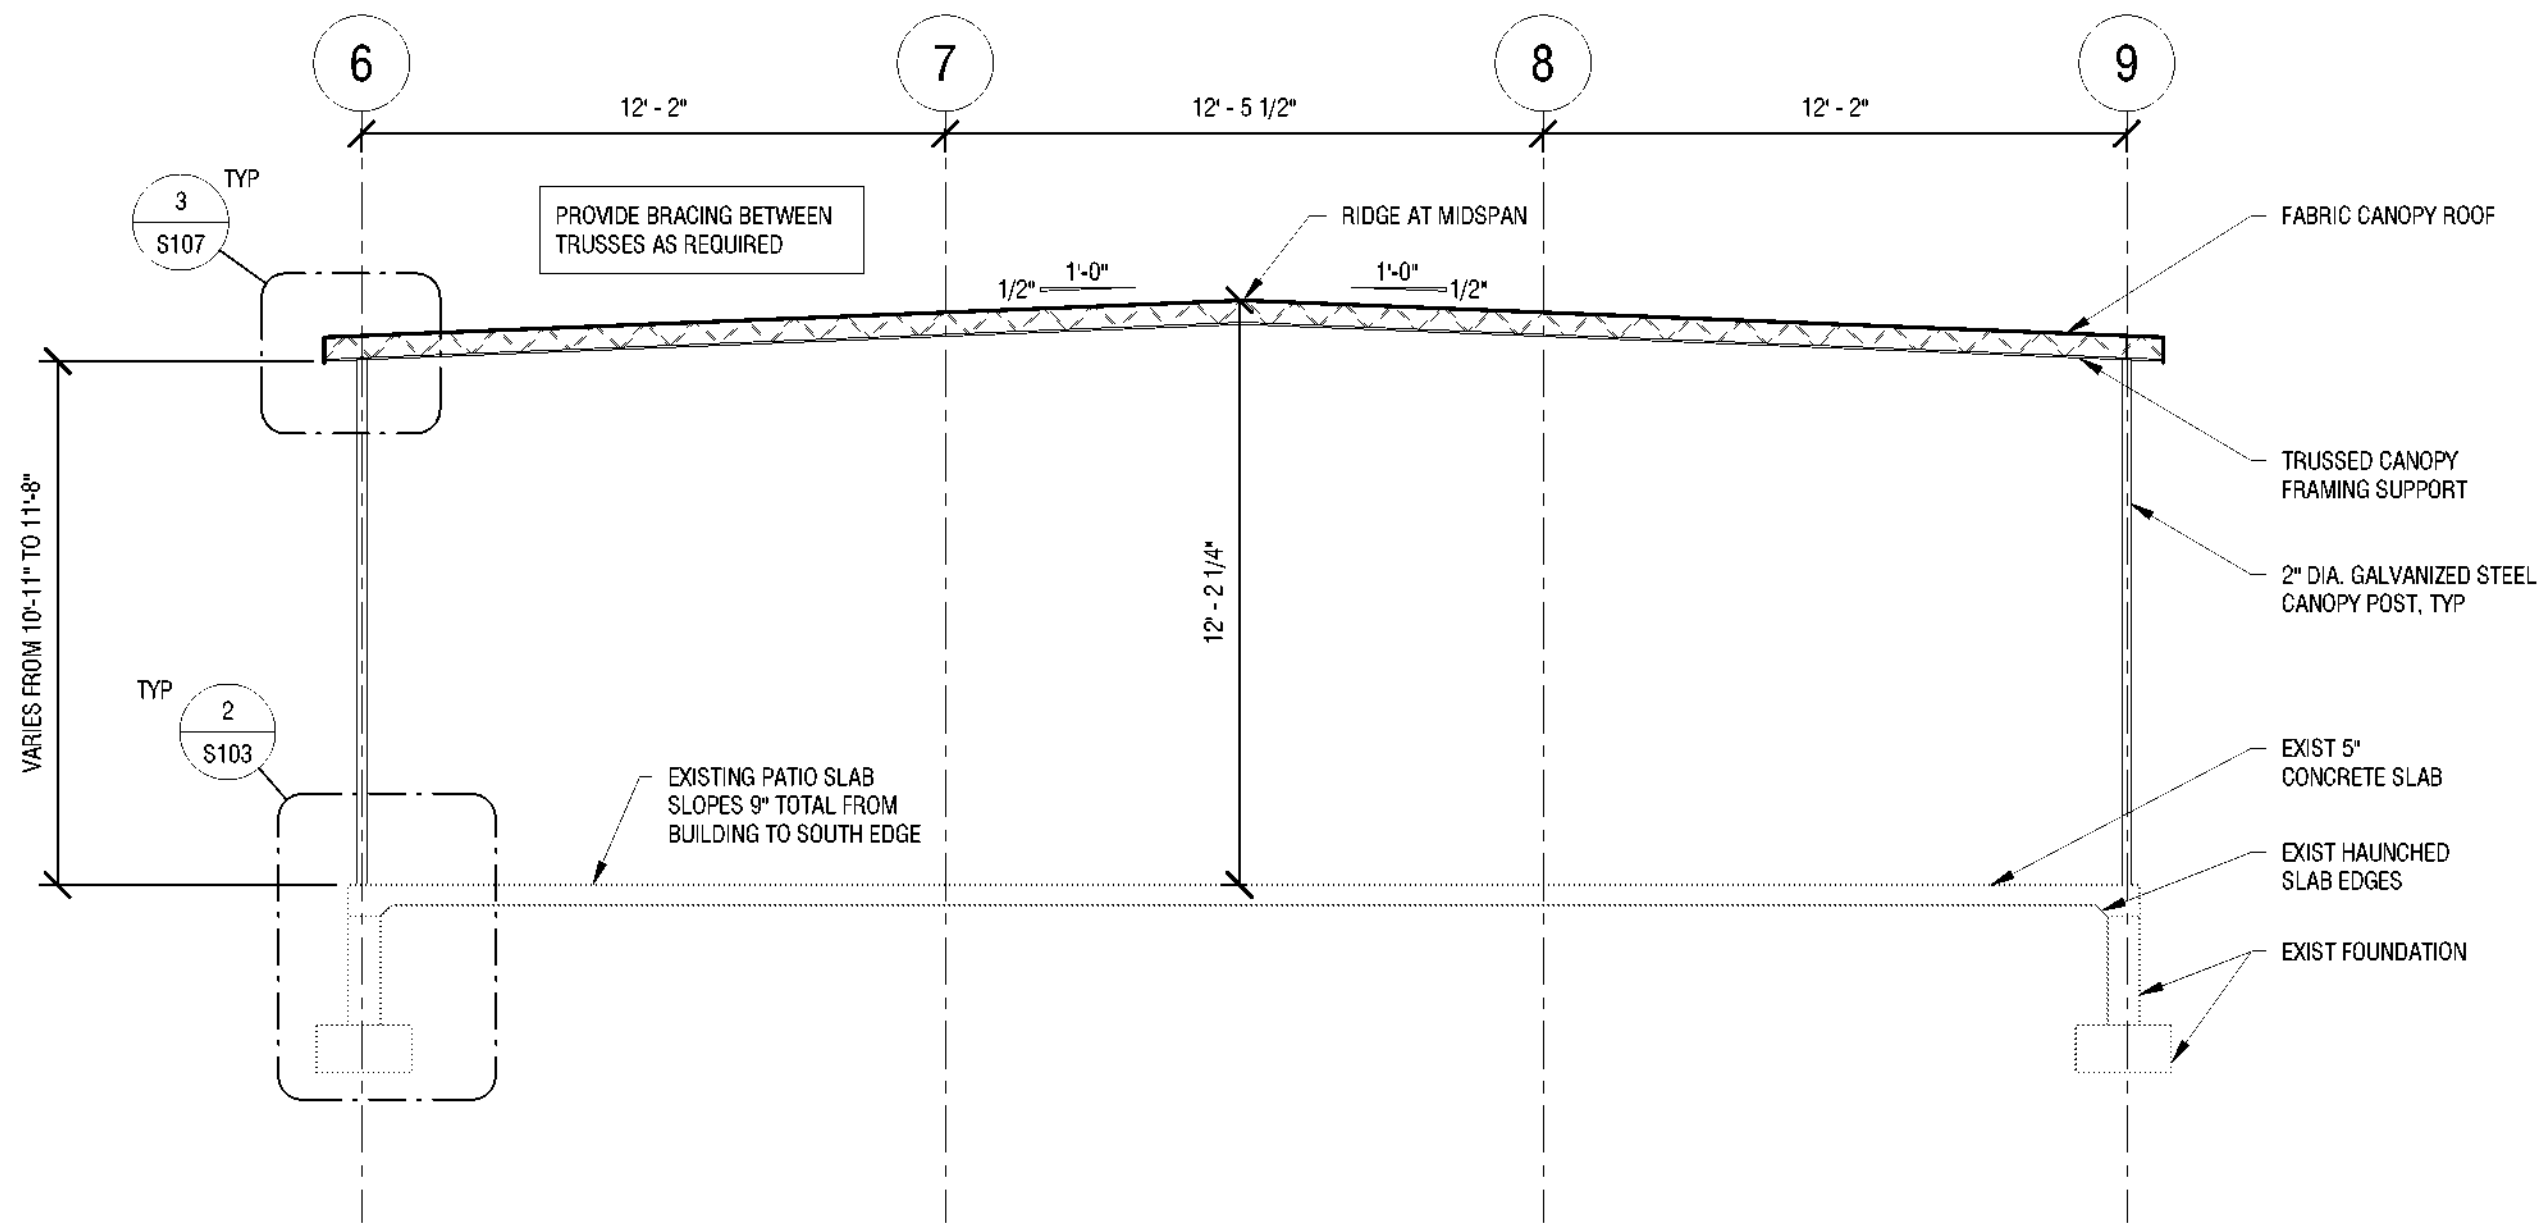 6
7
8
9
12' - 2"
12' - 5 1/2"
12' - 2"
TYP
3
S107
PROVIDE BRACING BETWEEN
TRUSSES AS REQUIRED
RIDGE AT MIDSPAN
FABRIC CANOPY ROOF
1'-0"
1/2"
1'-0"
1/2"
TRUSSED CANOPY
FRAMING SUPPORT
VARIES FROM 10'-11" TO 11'-8"
12' - 2 1/4"
2" DIA. GALVANIZED STEEL
CANOPY POST, TYP
TYP
2
S103
EXISTING PATIO SLAB
SLOPES 9" TOTAL FROM
BUILDING TO SOUTH EDGE
EXIST 5"
CONCRETE SLAB
EXIST HAUNCHED
SLAB EDGES
EXIST FOUNDATION